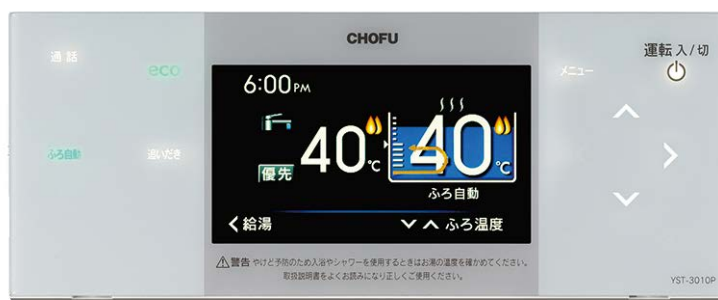 CHOFU
通話
eco
メニュー
運転 入/切
6:00 PM
40℃
40℃
優先
ふろ自動
追いだき
ふろ自動
給湯
ふろ温度
警告 やけど予防のため入浴やシャワーを使用するときはお湯の温度を確かめてください。
取扱説明書をよくお読みになり正しくご使用ください。
YST-3010P